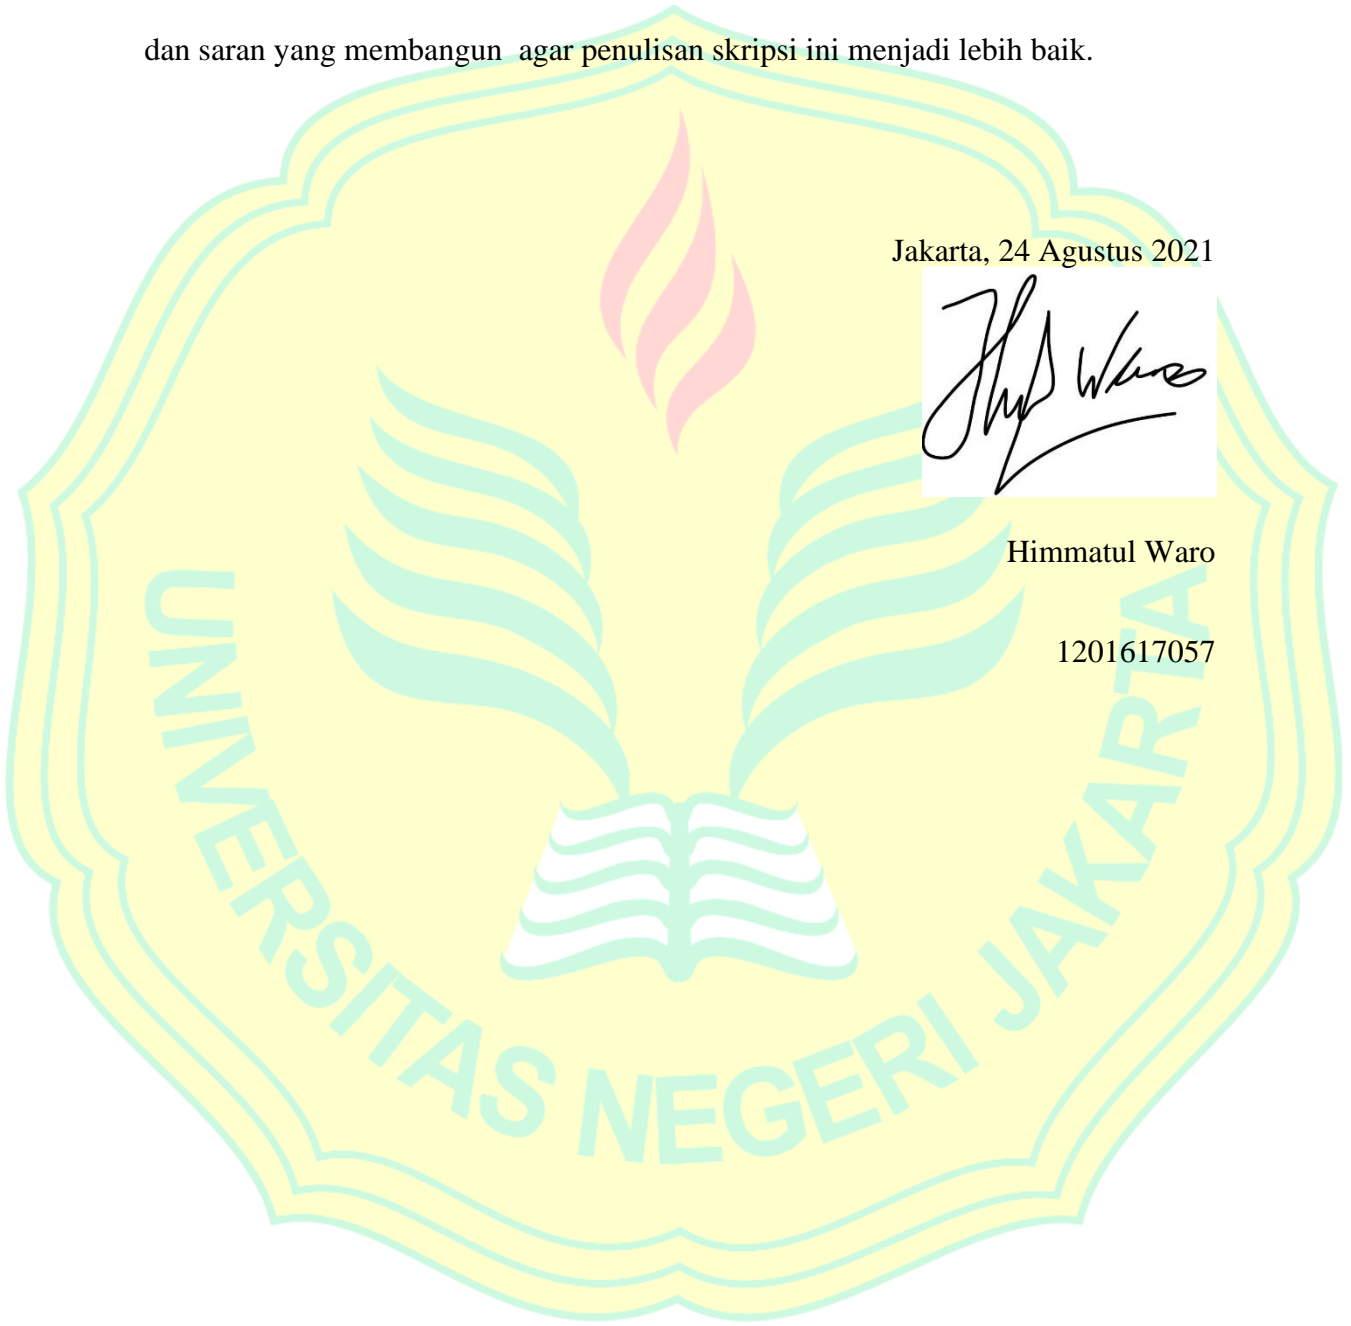 dan saran yang membangun  agar penulisan skripsi ini menjadi lebih baik.
Jakarta, 24 Agustus 2021
Himmatul Waro
1201617057
UNIVERSITAS NEGERI JAKARTA